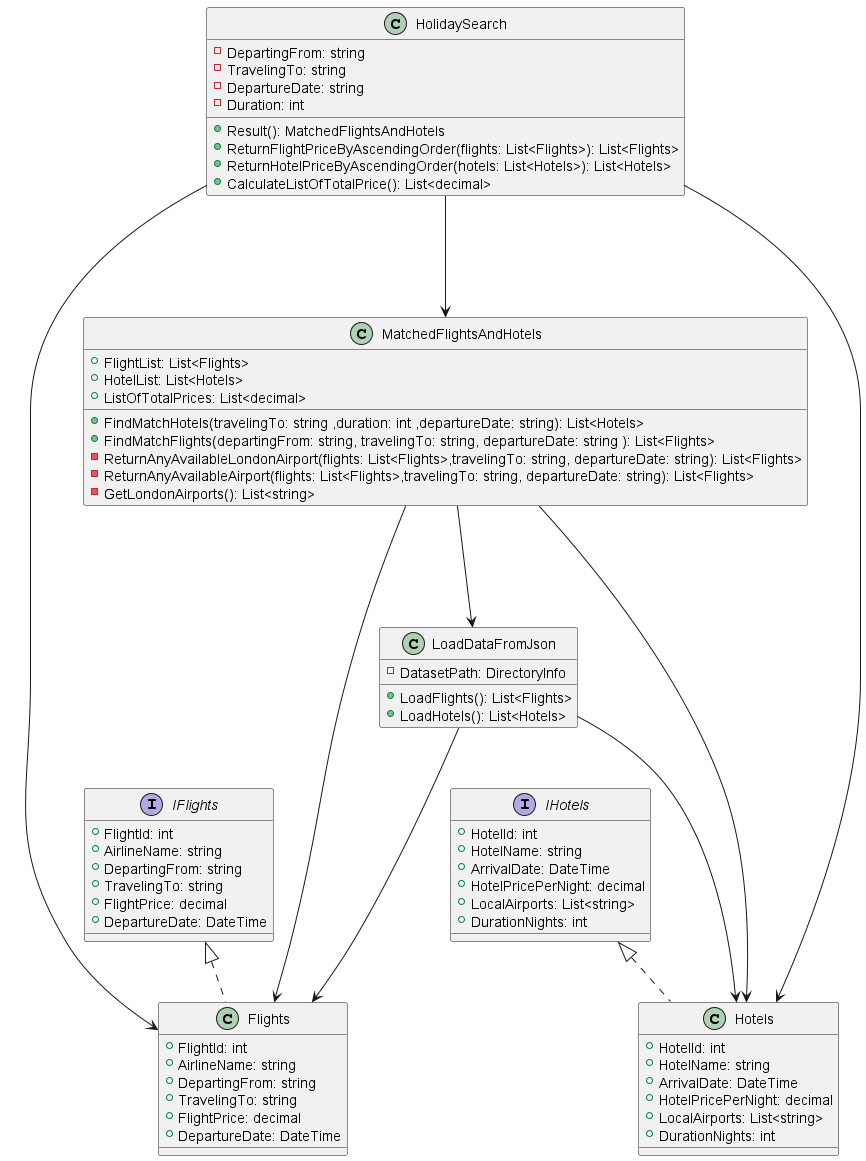 C HolidaySearch
DepartingFrom: string
TravelingTo: string
DepartureDate: string
Duration: int
Result(): MatchedFlightsAndHotels
ReturnFlightPriceByAscendingOrder(flights: List<Flights>): List<Flights>
ReturnHotelPriceByAscendingOrder(hotels: List<Hotels>): List<Hotels>
CalculateListOfTotalPrice(): List<decimal>
C MatchedFlightsAndHotels
FlightList: List<Flights>
HotelList: List<Hotels>
ListOfTotalPrices: List<decimal>
FindMatchHotels(travelingTo: string ,duration: int ,departureDate: string): List<Hotels>
FindMatchFlights(departingFrom: string, travelingTo: string, departureDate: string ): List<Flights>
ReturnAnyAvailableLondonAirport(flights: List<Flights>,travelingTo: string, departureDate: string): List<Flights>
ReturnAnyAvailableAirport(flights: List<Flights>,travelingTo: string, departureDate: string): List<Flights>
GetLondonAirports(): List<string>
C LoadDataFromJson
DatasetPath: DirectoryInfo
LoadFlights(): List<Flights>
LoadHotels(): List<Hotels>
I IFlights
FlightId: int
AirlineName: string
DepartingFrom: string
TravelingTo: string
FlightPrice: decimal
DepartureDate: DateTime
I IHotels
HotelId: int
HotelName: string
ArrivalDate: DateTime
HotelPricePerNight: decimal
LocalAirports: List<string>
DurationNights: int
C Flights
FlightId: int
AirlineName: string
DepartingFrom: string
TravelingTo: string
FlightPrice: decimal
DepartureDate: DateTime
C Hotels
HotelId: int
HotelName: string
ArrivalDate: DateTime
HotelPricePerNight: decimal
LocalAirports: List<string>
DurationNights: int